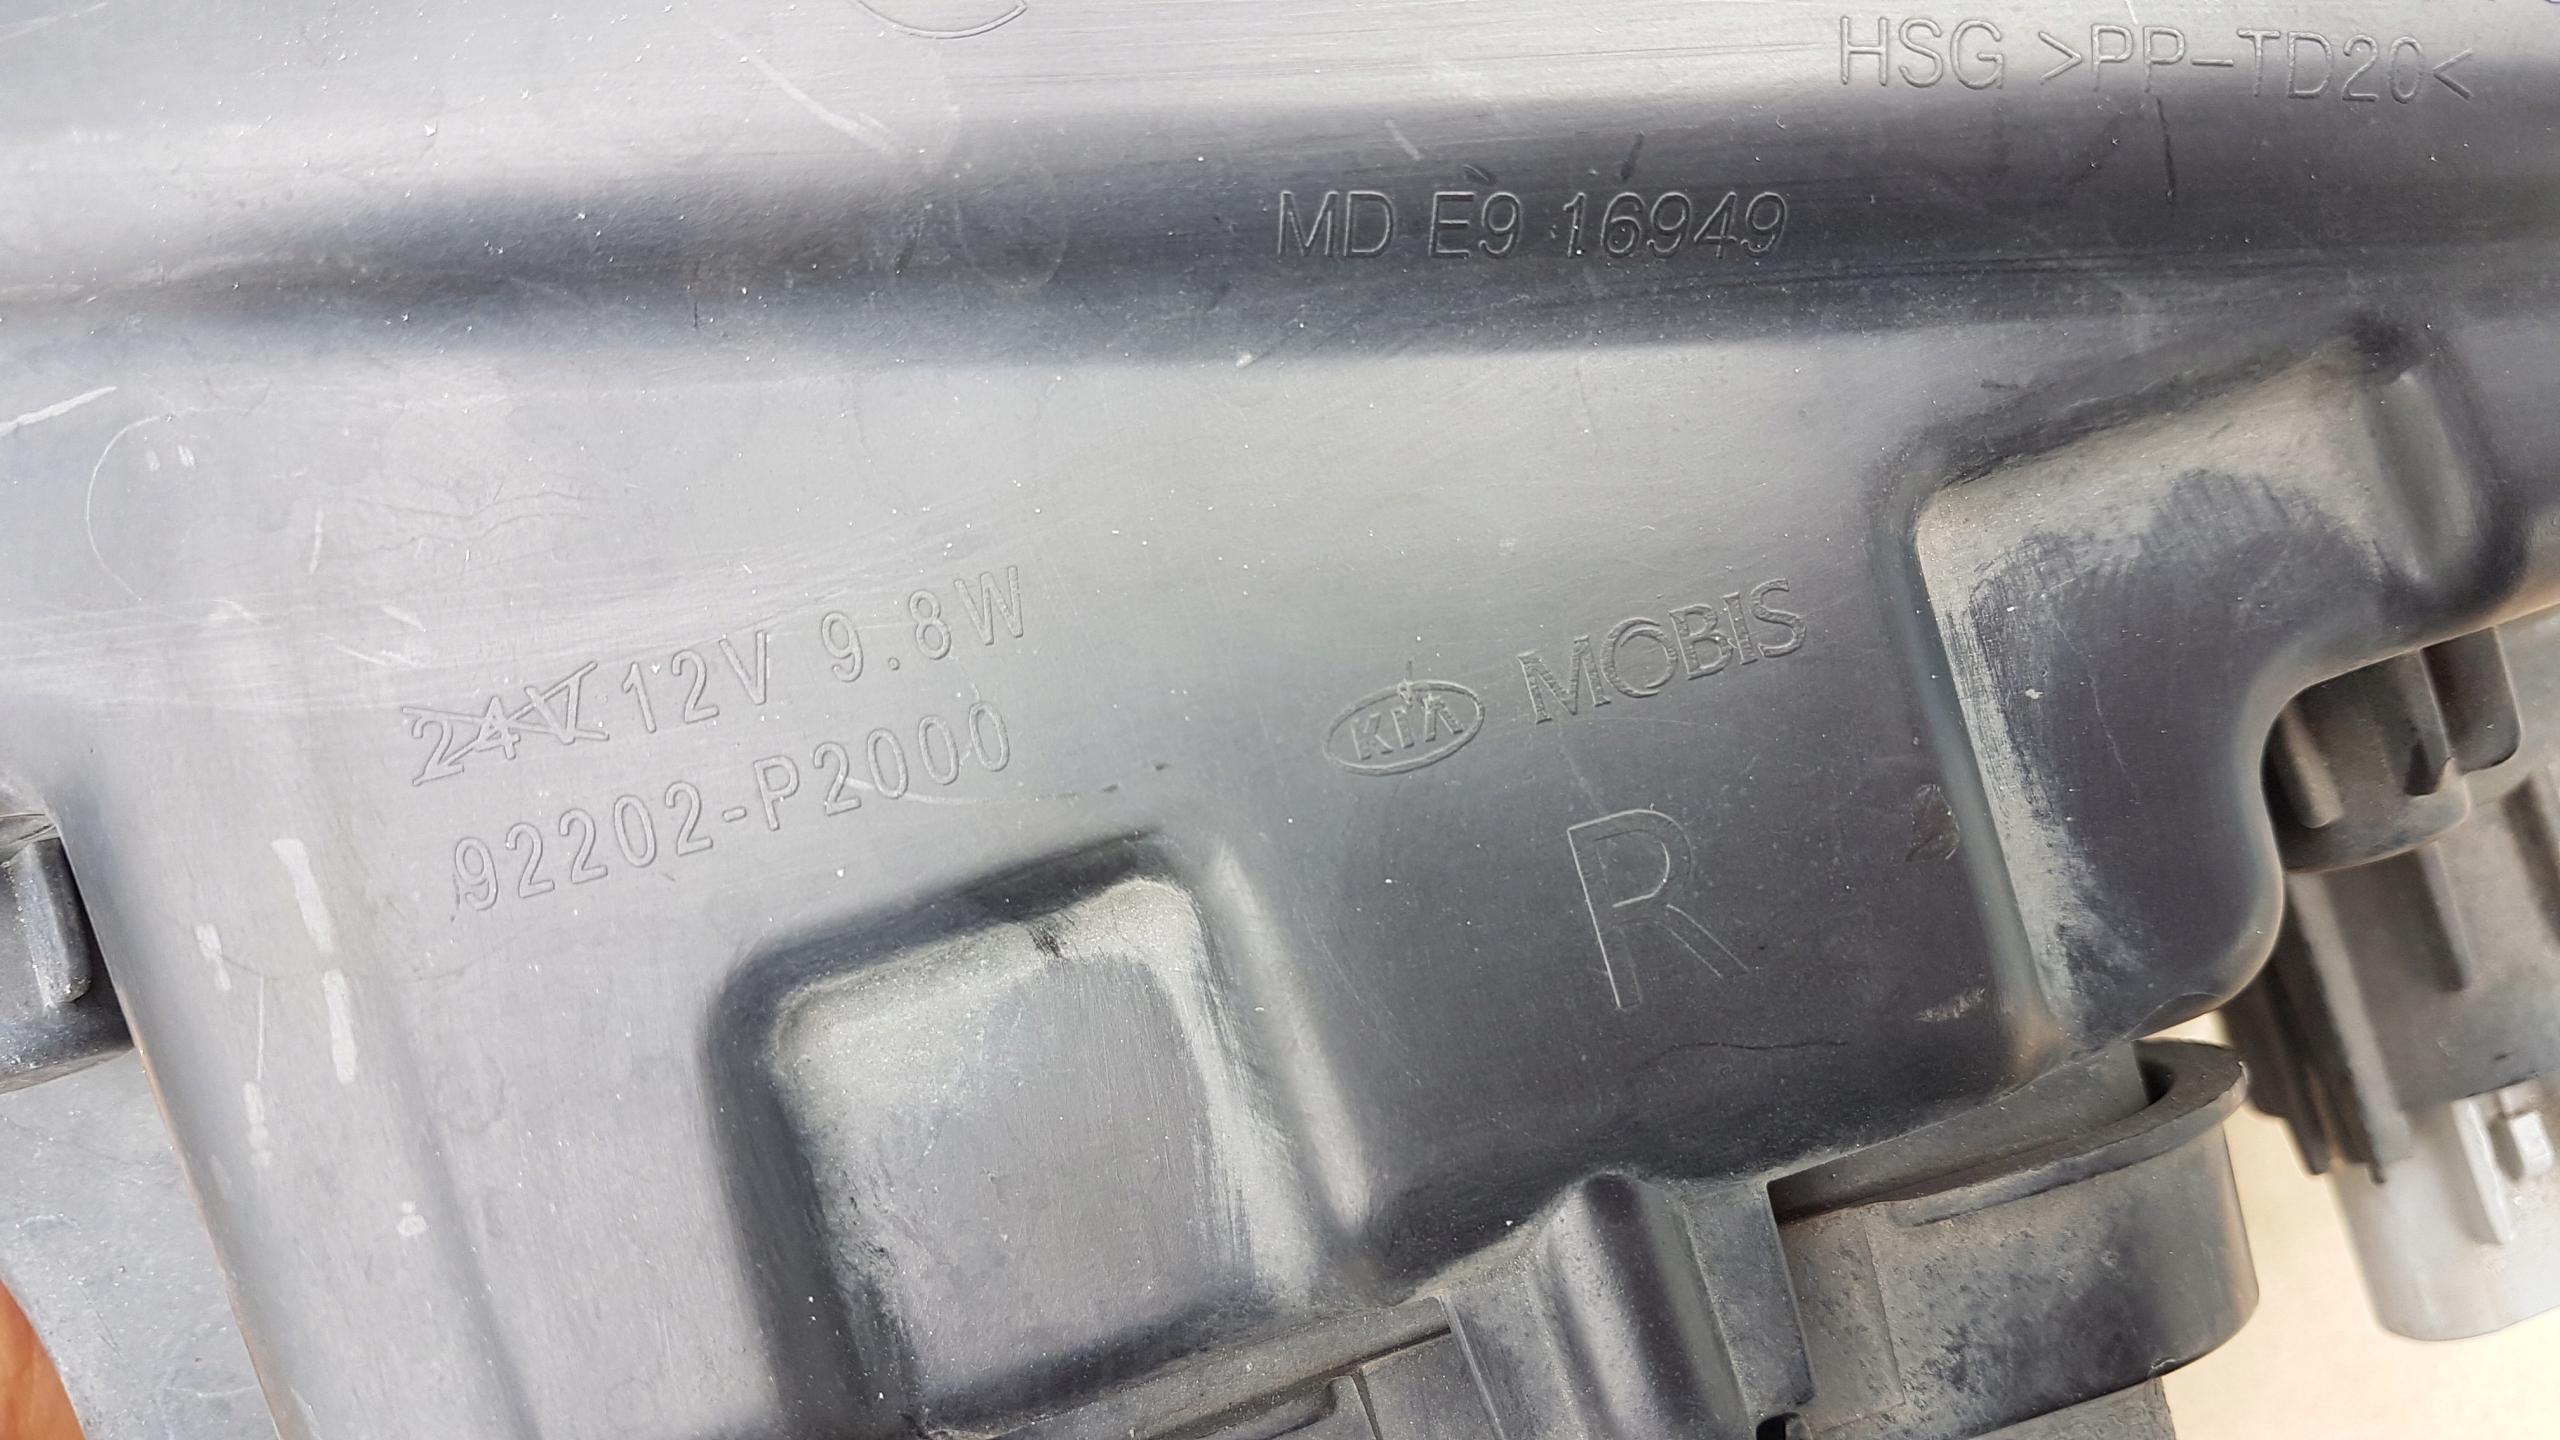 HSG >PP-TD20<
MD E9 16949
24V 12V 9.8W
92202-P2000
KIA MOBIS
R